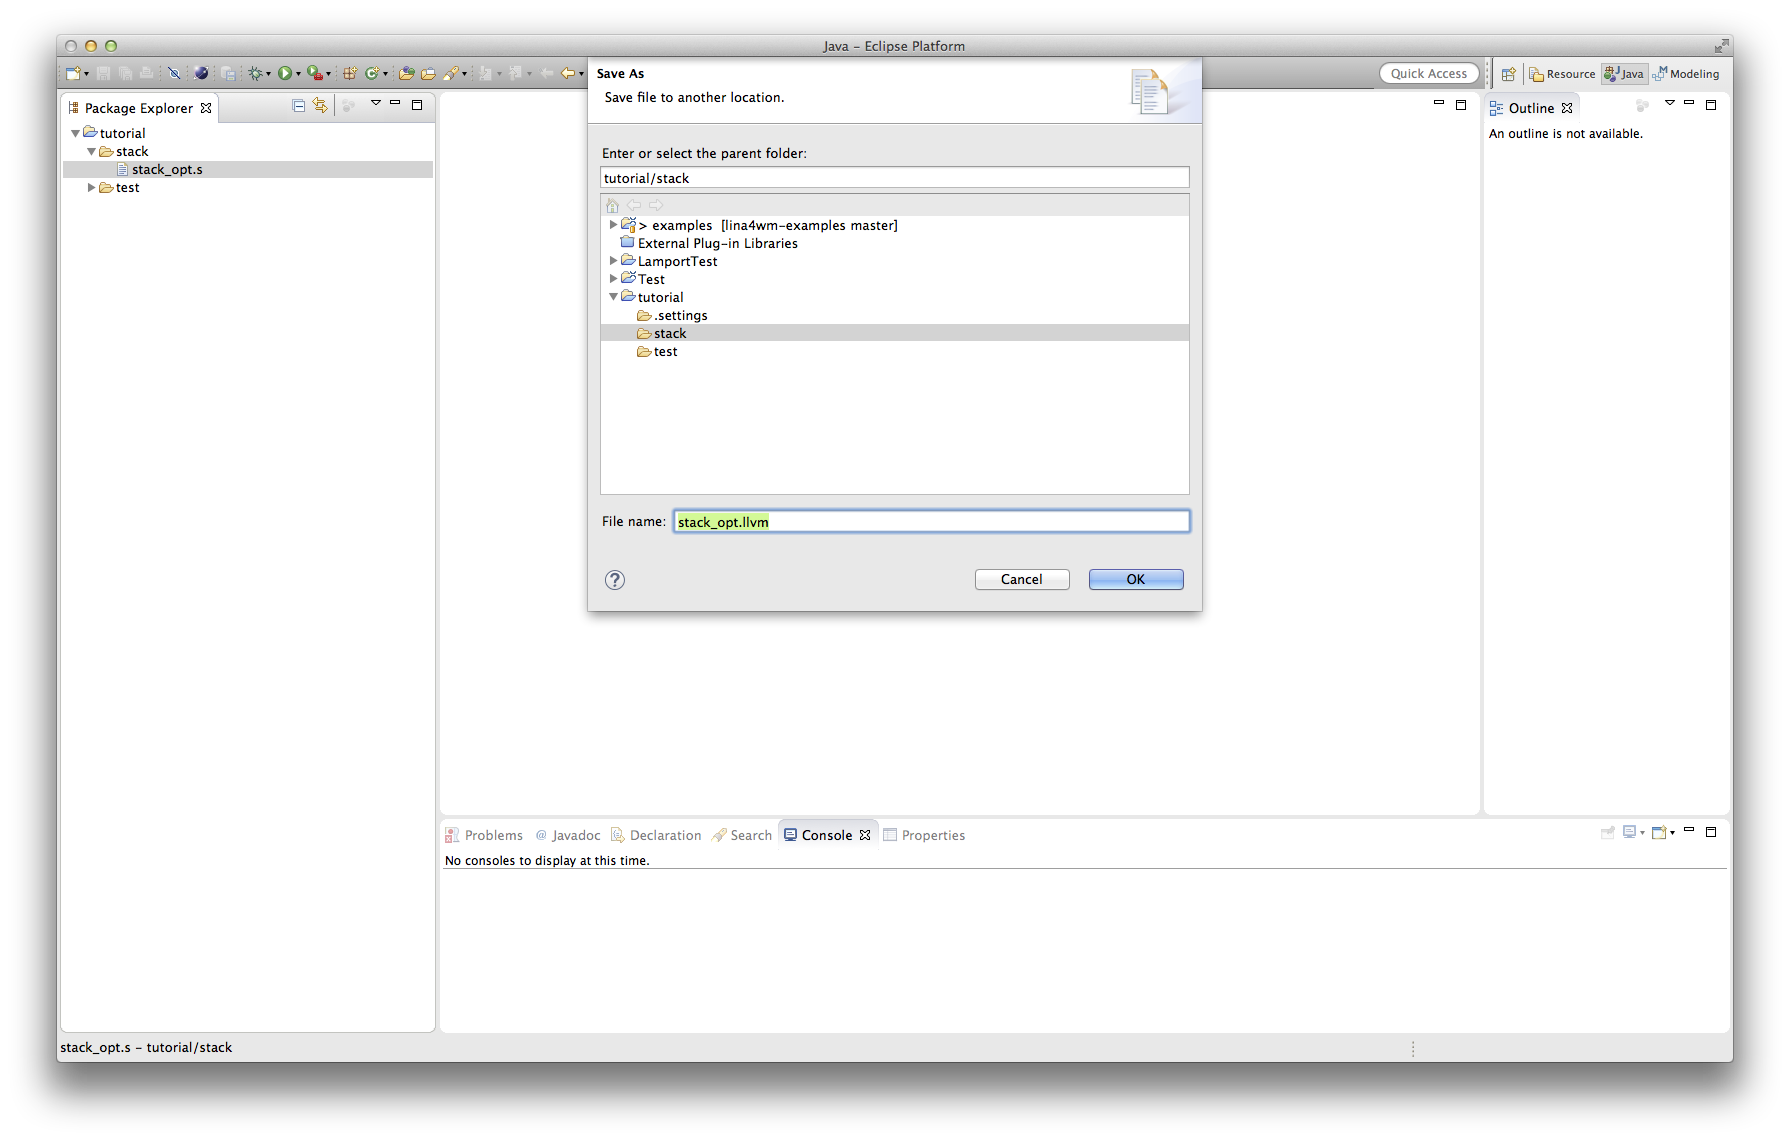 Java – Eclipse Platform
Quick Access
Resource
Java
Modeling
Package Explorer
tutorial
stack
stack_opt.s
test
Save As
Save file to another location.
Enter or select the parent folder:
tutorial/stack
> examples [lina4wm-examples master]
External Plug-in Libraries
LamportTest
Test
tutorial
.settings
stack
test
File name: stack_opt.llvm
?
Cancel
OK
Outline
An outline is not available.
Problems
@ Javadoc
Declaration
Search
Console
Properties
No consoles to display at this time.
stack_opt.s – tutorial/stack